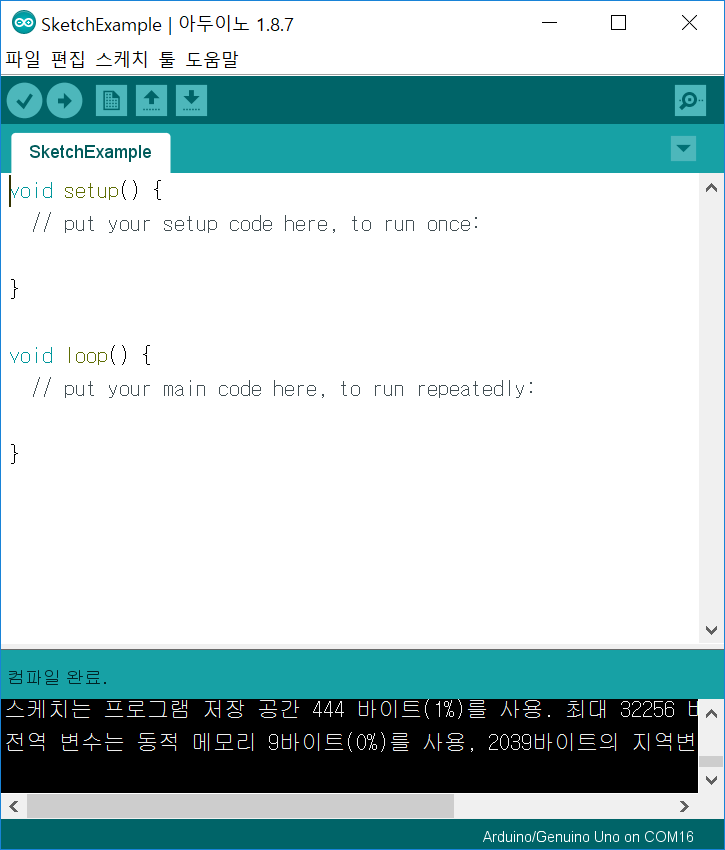 SketchExample | 아두이노 1.8.7
파일 편집 스케치 툴 도움말
SketchExample
void setup() {
  // put your setup code here, to run once:
}
void loop() {
  // put your main code here, to run repeatedly:
}
컴파일 완료.
스케치는 프로그램 저장 공간 444 바이트(1%)를 사용. 최대 32256
전역 변수는 동적 메모리 9바이트(0%)를 사용, 2039바이트의 지역변
Arduino/Genuino Uno on COM16